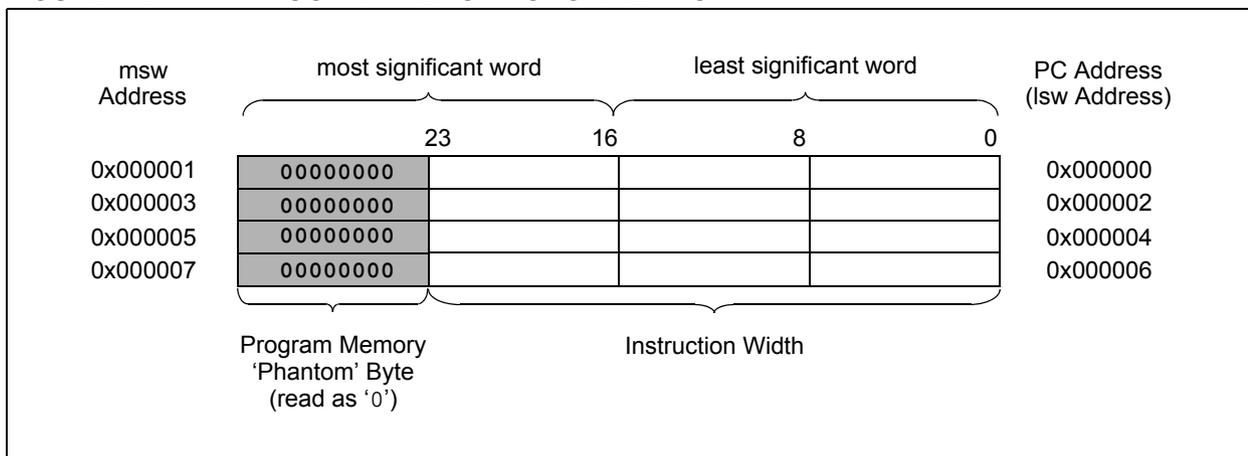 msw
Address
most significant word
least significant word
PC Address
(lsw Address)
23 16 8 0
0x000001 00000000 0x000000
0x000003 00000000 0x000002
0x000005 00000000 0x000004
0x000007 00000000 0x000006
Program Memory
‘Phantom’ Byte
(read as ‘0’)
Instruction Width